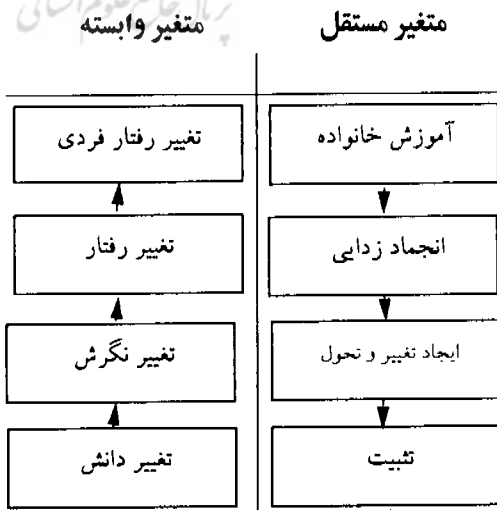 متغیر مستقل
متغیر وابسته
آموزش خانواده
تغییر رفتار فردی
انجماد زدایی
تغییر رفتار
ایجاد تغییر و تحول
تغییر نگرش
تثبیت
تغییر دانش